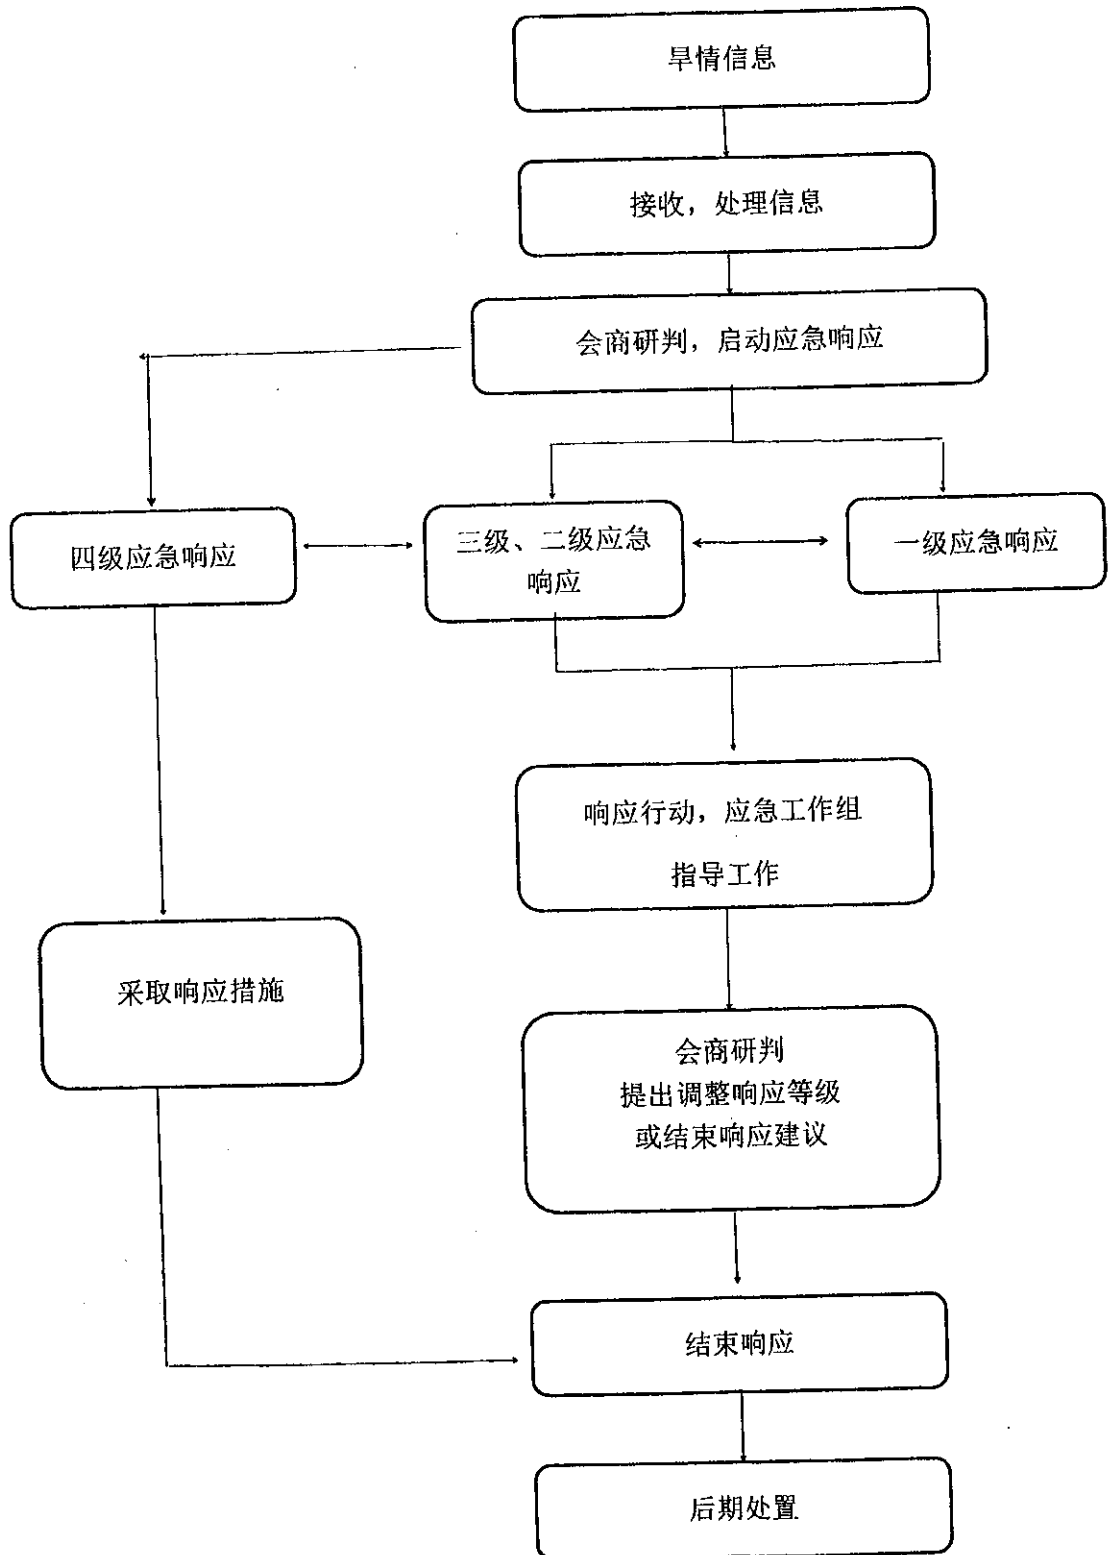 旱情信息
接收，处理信息
会商研判，启动应急响应
四级应急响应
三级、二级应急
响应
一级应急响应
响应行动，应急工作组
指导工作
采取响应措施
会商研判
提出调整响应等级
或结束响应建议
结束响应
后期处置